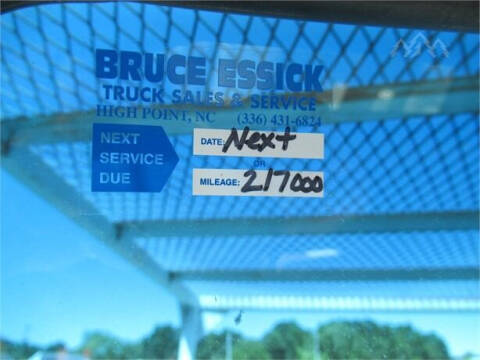 BRUCE ESSICK
TRUCK SALES & SERVICE
HIGH POINT, NC (336) 431-6824
NEXT
SERVICE
DUE
DATE: Next
OR
MILEAGE: 217000